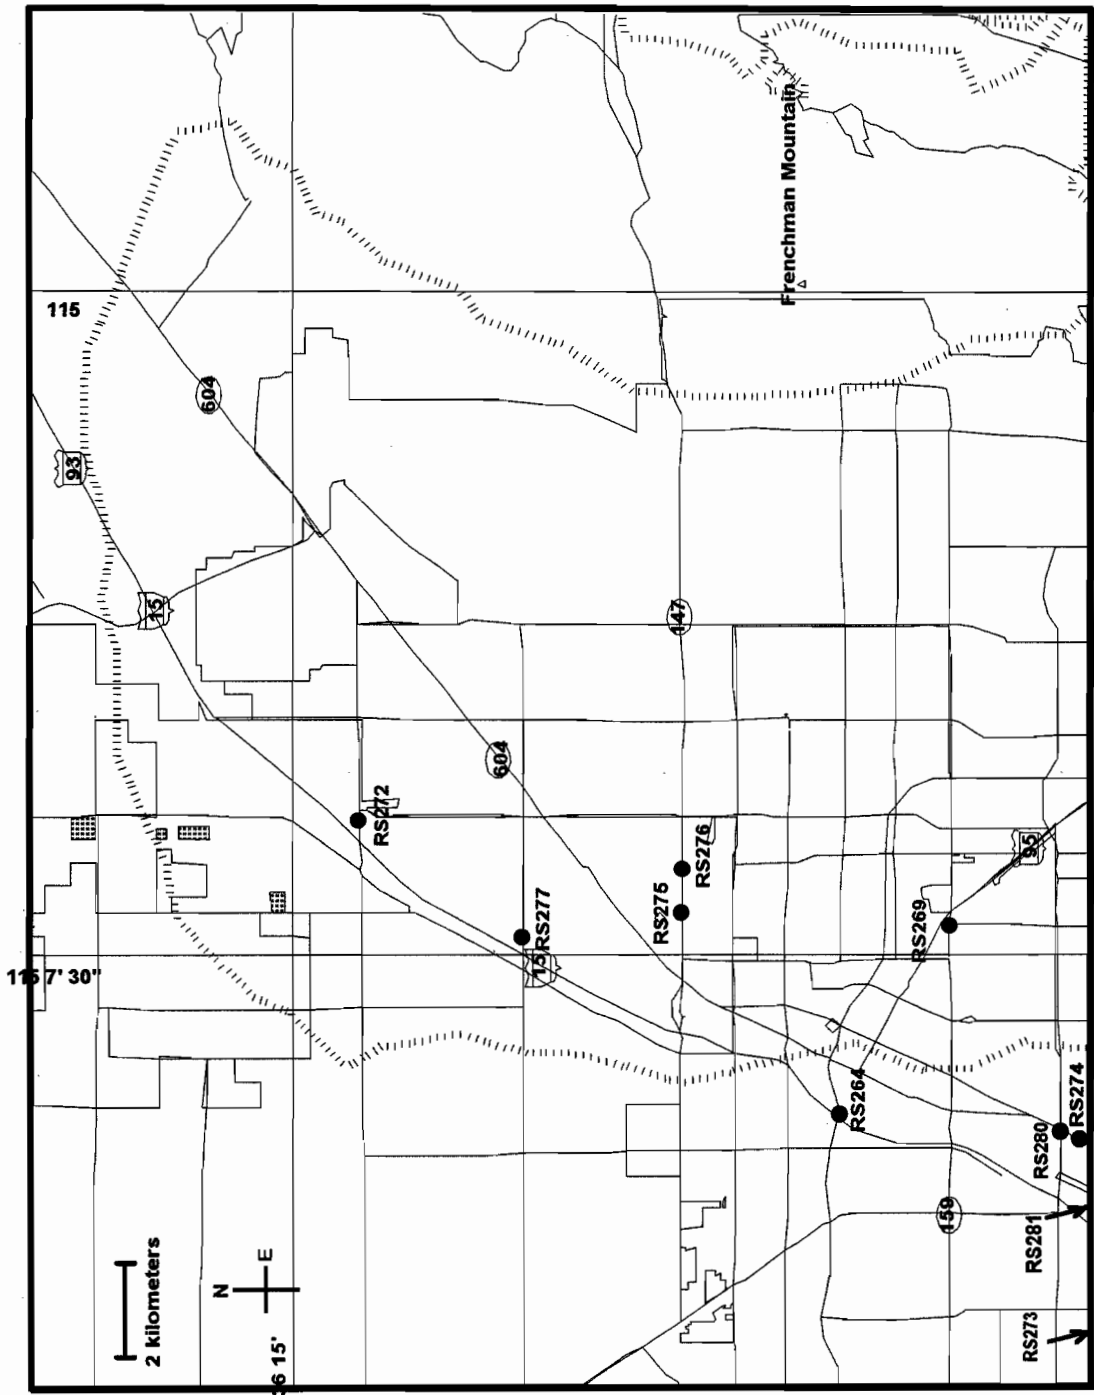 Frenchman Mountain
115
604
93
15
147
604
RS272
RS276
95
RS275
RS277
RS269
15
115 7' 30"
RS264
RS274
RS280
159
RS281
2 kilometers
N
E
RS273
6 15'